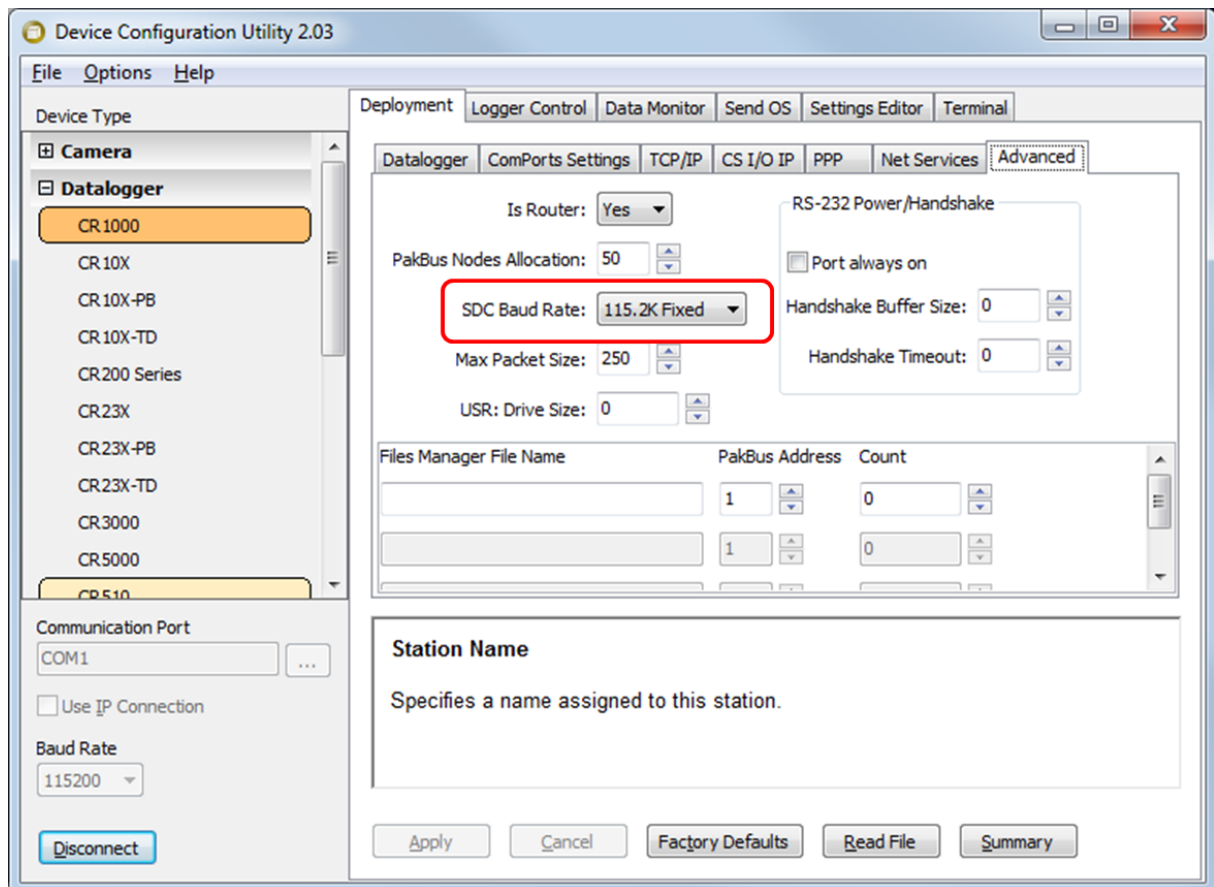 Device Configuration Utility 2.03
File Options Help
Device Type
Camera
Datalogger
CR1000
CR10X
CR10X-PB
CR10X-TD
CR200 Series
CR23X
CR23X-PB
CR23X-TD
CR3000
CR5000
CR510
Communication Port
COM1
...
Use IP Connection
Baud Rate
115200
Disconnect
Deployment Logger Control Data Monitor Send OS Settings Editor Terminal
Datalogger ComPorts Settings TCP/IP CS I/O IP PPP Net Services Advanced
Is Router: Yes
PakBus Nodes Allocation: 50
SDC Baud Rate: 115.2K Fixed
Max Packet Size: 250
USR: Drive Size: 0
RS-232 Power/Handshake
Port always on
Handshake Buffer Size: 0
Handshake Timeout: 0
Files Manager File Name PakBus Address Count
1 0
1 0
Station Name
Specifies a name assigned to this station.
Apply Cancel Factory Defaults Read File Summary